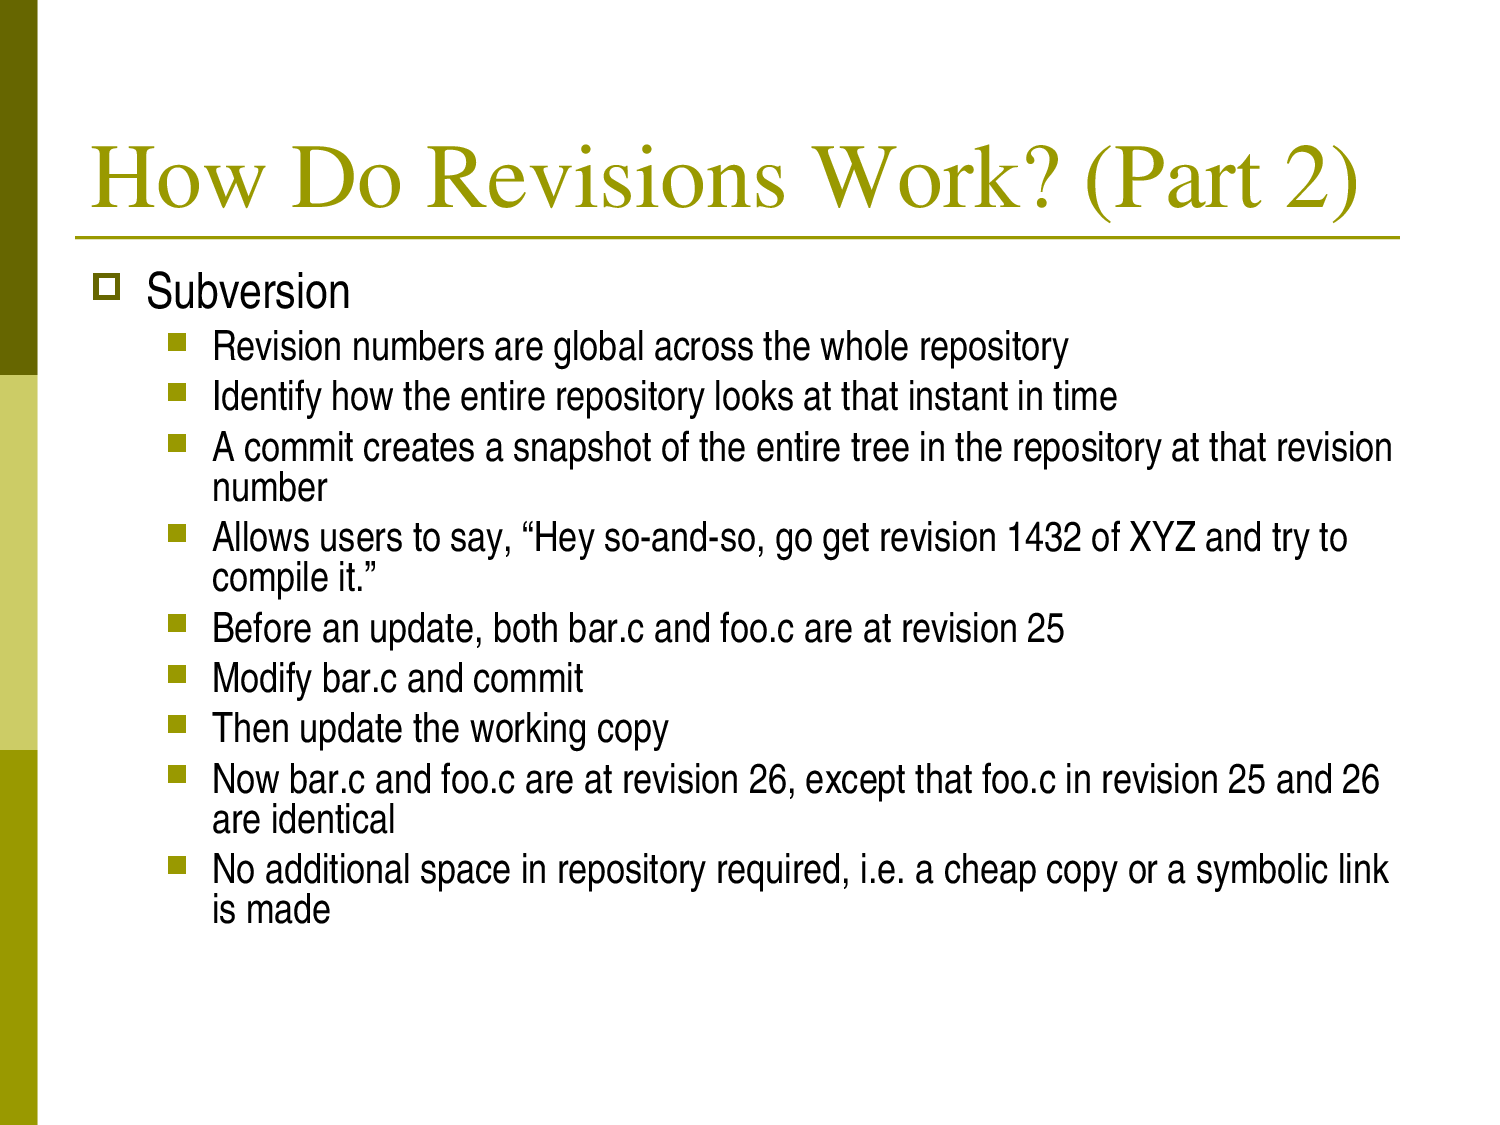 How Do Revisions Work? (Part 2)
Subversion
Revision numbers are global across the whole repository
Identify how the entire repository looks at that instant in time
A commit creates a snapshot of the entire tree in the repository at that revision
number
Allows users to say, “Hey so-and-so, go get revision 1432 of XYZ and try to
compile it.”
Before an update, both bar.c and foo.c are at revision 25
Modify bar.c and commit
Then update the working copy
Now bar.c and foo.c are at revision 26, except that foo.c in revision 25 and 26
are identical
No additional space in repository required, i.e. a cheap copy or a symbolic link
is made